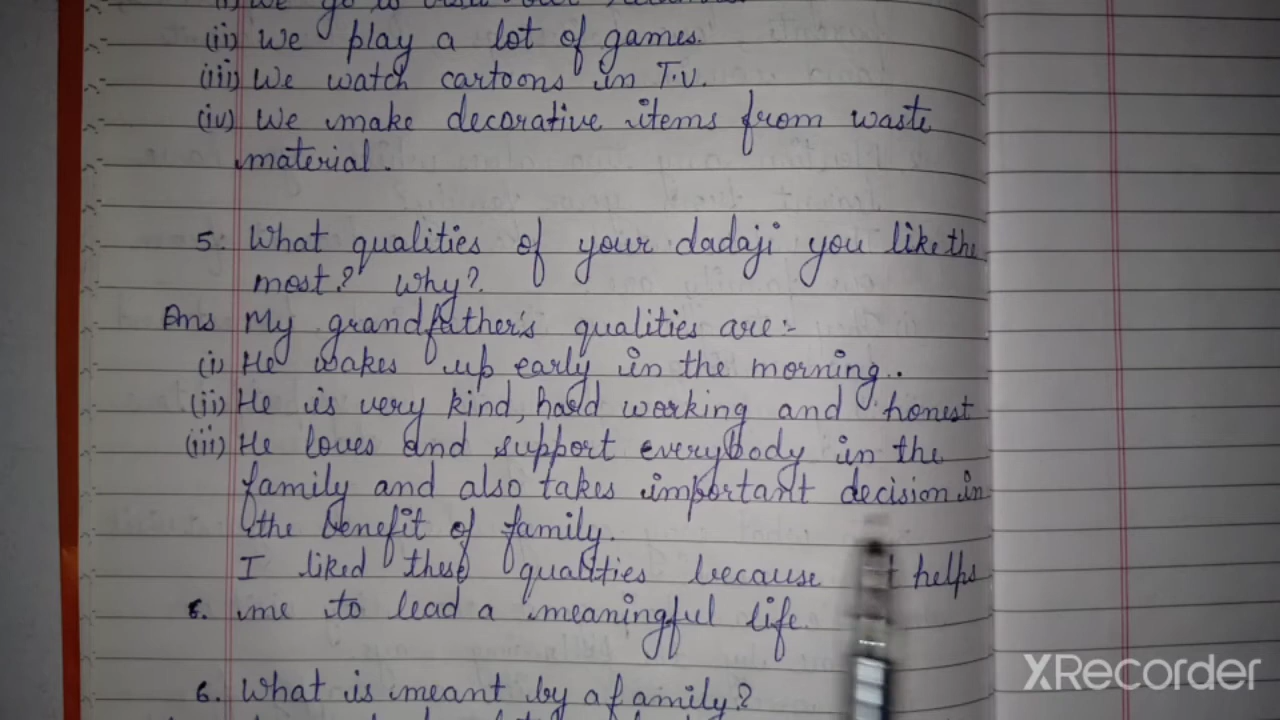 (ii) We play a lot of games.
(iii) We watch cartoons in T.V.
(iv) We make decorative items from waste
material.
5. What qualities of your dadaji you like the
most? Why?
Ans My grandfather's qualities are:-
(i) He wakes up early in the morning..
(ii) He is very kind, hard working and honest
(iii) He loves and support everybody in the
family and also takes important decision in
the benefit of family.
I liked these qualities because helps
6. me to lead a meaningful life.
6. What is meant by a family?
XRecorder